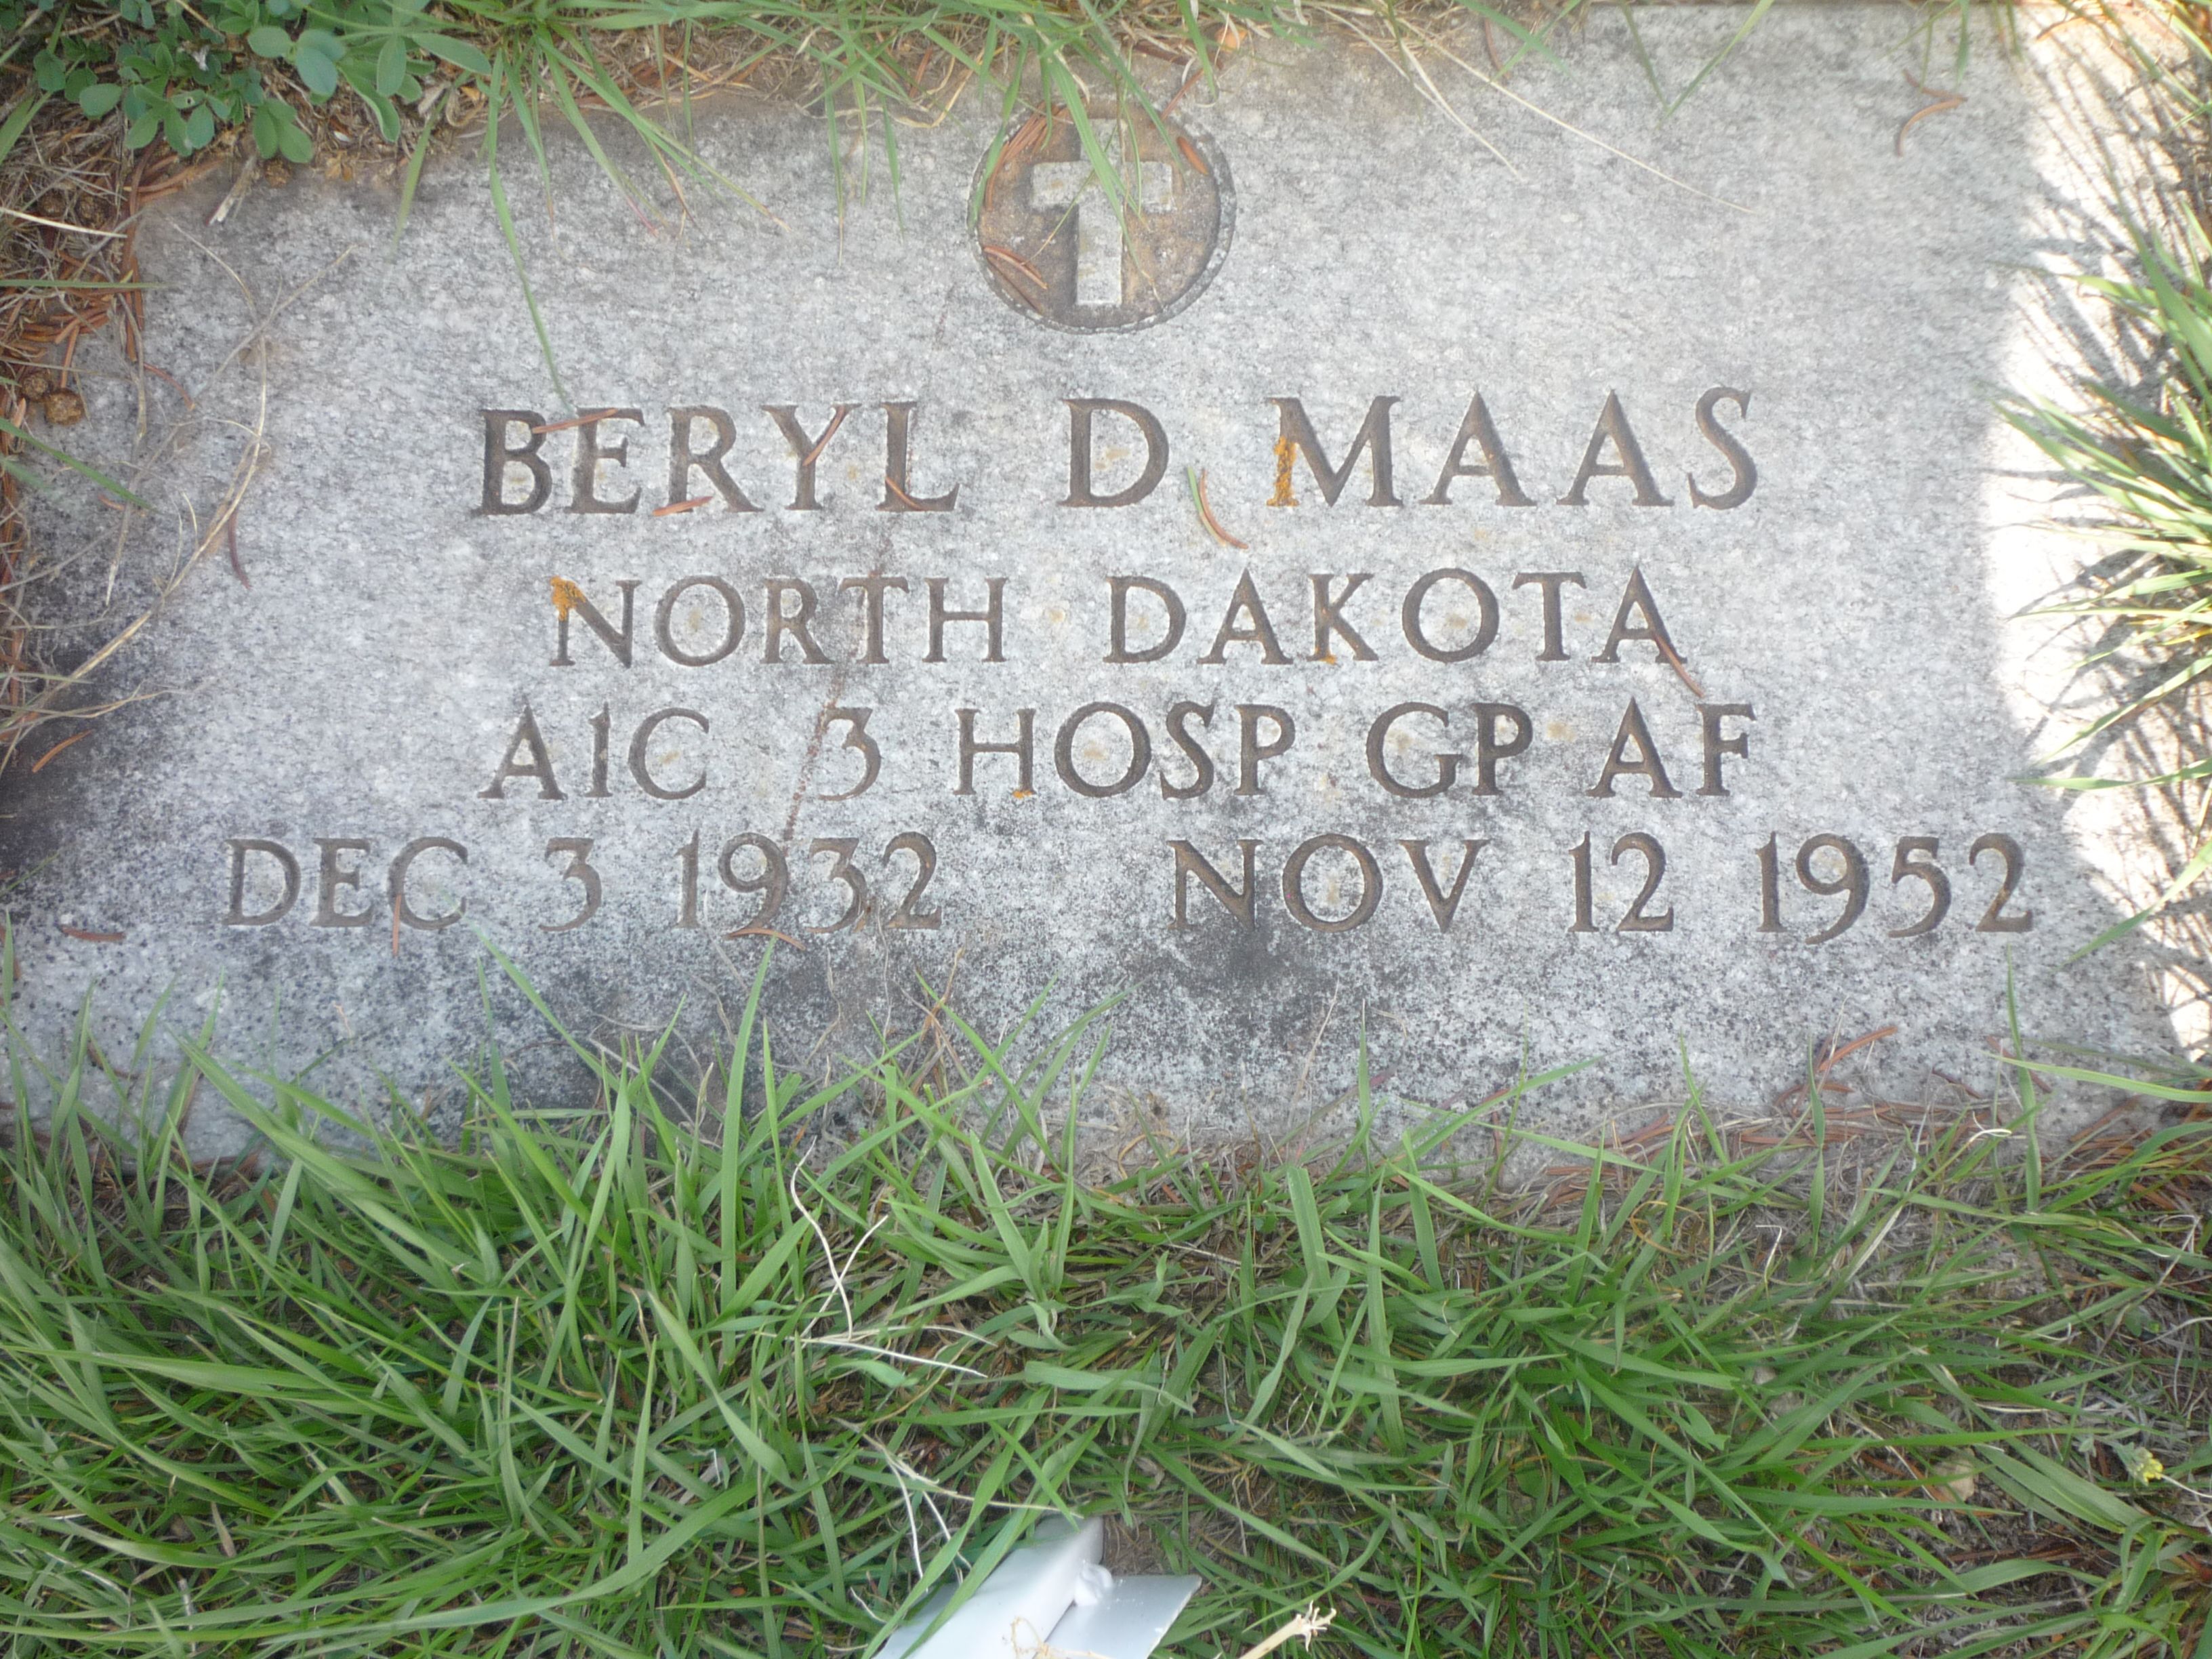 BERYL D MAAS
NORTH DAKOTA
A1C 3 HOSP GP AF
DEC 3 1932 NOV 12 1952